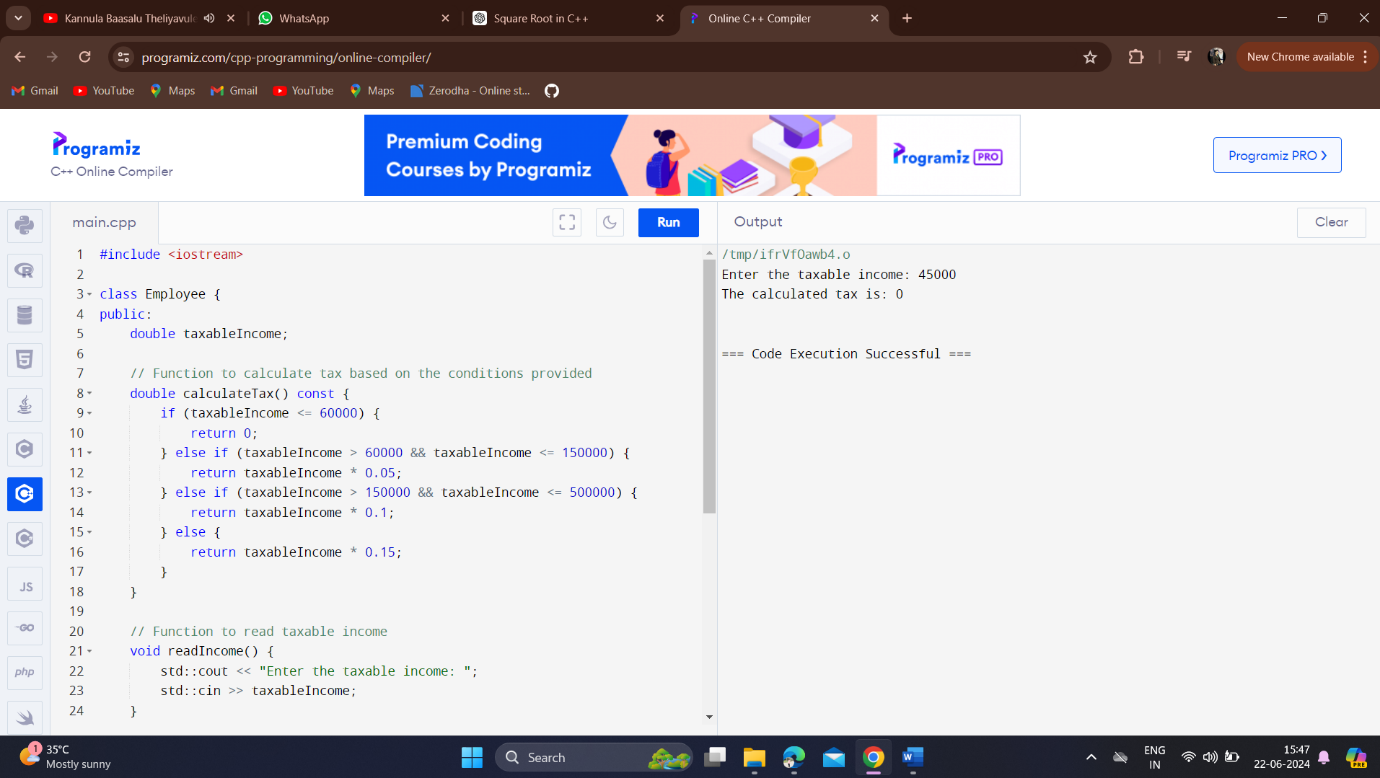 Kannula Baasalu Theliyavule
WhatsApp
Square Root in C++
Online C++ Compiler
programiz.com/cpp-programming/online-compiler/
New Chrome available
Gmail
YouTube
Maps
Gmail
YouTube
Maps
Zerodha - Online st...
Programiz
C++ Online Compiler
Premium Coding
Courses by Programiz
Programiz PRO
Programiz PRO >
main.cpp
Run
Output
Clear
1 #include <iostream>
2
3 class Employee {
4 public:
5     double taxableIncome;
6
7     // Function to calculate tax based on the conditions provided
8     double calculateTax() const {
9         if (taxableIncome <= 60000) {
10             return 0;
11         } else if (taxableIncome > 60000 && taxableIncome <= 150000) {
12             return taxableIncome * 0.05;
13         } else if (taxableIncome > 150000 && taxableIncome <= 500000) {
14             return taxableIncome * 0.1;
15         } else {
16             return taxableIncome * 0.15;
17         }
18     }
19
20     // Function to read taxable income
21     void readIncome() {
22         std::cout << "Enter the taxable income: ";
23         std::cin >> taxableIncome;
24     }
/tmp/ifrVfOawb4.o
Enter the taxable income: 45000
The calculated tax is: 0
=== Code Execution Successful ===
JS
GO
php
1
35°C
Mostly sunny
Search
ENG
IN
15:47
22-06-2024
PRE